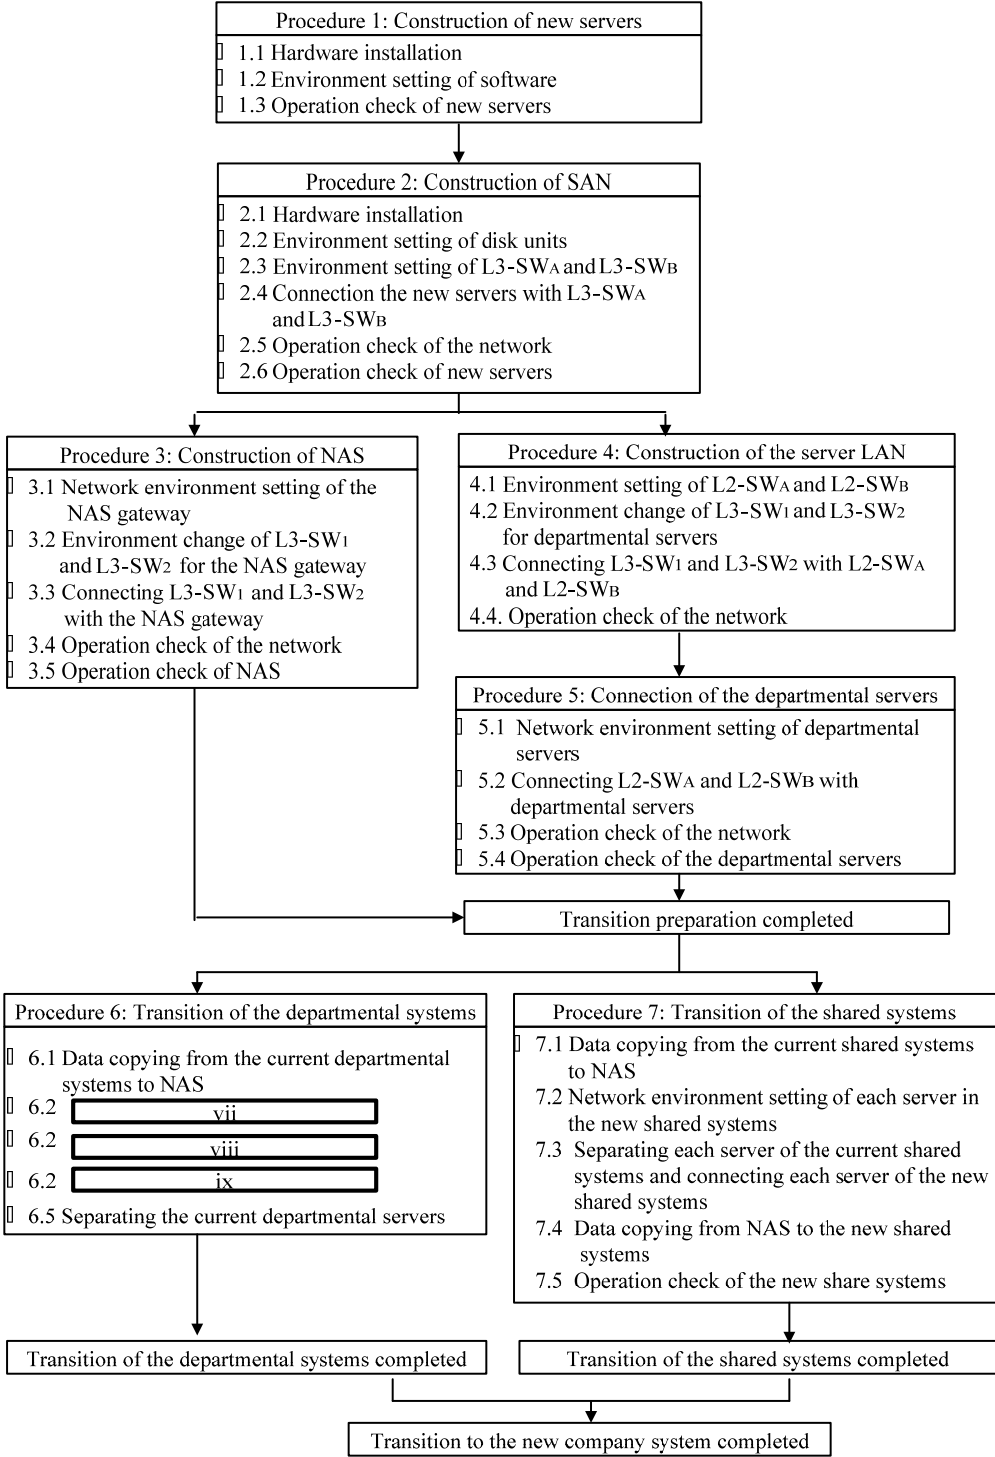 Procedure 1: Construction of new servers
1.1 Hardware installation
1.2 Environment setting of software
1.3 Operation check of new servers
Procedure 2: Construction of SAN
2.1 Hardware installation
2.2 Environment setting of disk units
2.3 Environment setting of L3-SWA and L3-SWB
2.4 Connection the new servers with L3-SWA
and L3-SWB
2.5 Operation check of the network
2.6 Operation check of new servers
Procedure 3: Construction of NAS
3.1 Network environment setting of the
NAS gateway
3.2 Environment change of L3-SW1
and L3-SW2 for the NAS gateway
3.3 Connecting L3-SW1 and L3-SW2
with the NAS gateway
3.4 Operation check of the network
3.5 Operation check of NAS
Procedure 4: Construction of the server LAN
4.1 Environment setting of L2-SWA and L2-SWB
4.2 Environment change of L3-SW1 and L3-SW2
for departmental servers
4.3 Connecting L3-SW1 and L3-SW2 with L2-SWA
and L2-SWB
4.4. Operation check of the network
Procedure 5: Connection of the departmental servers
5.1 Network environment setting of departmental
servers
5.2 Connecting L2-SWA and L2-SWB with
departmental servers
5.3 Operation check of the network
5.4 Operation check of the departmental servers
Transition preparation completed
Procedure 6: Transition of the departmental systems
6.1 Data copying from the current departmental
systems to NAS
6.2 vii
6.2 viii
6.2 ix
6.5 Separating the current departmental servers
Procedure 7: Transition of the shared systems
7.1 Data copying from the current shared systems
to NAS
7.2 Network environment setting of each server in
the new shared systems
7.3 Separating each server of the current shared
systems and connecting each server of the new
shared systems
7.4 Data copying from NAS to the new shared
systems
7.5 Operation check of the new share systems
Transition of the departmental systems completed
Transition of the shared systems completed
Transition to the new company system completed